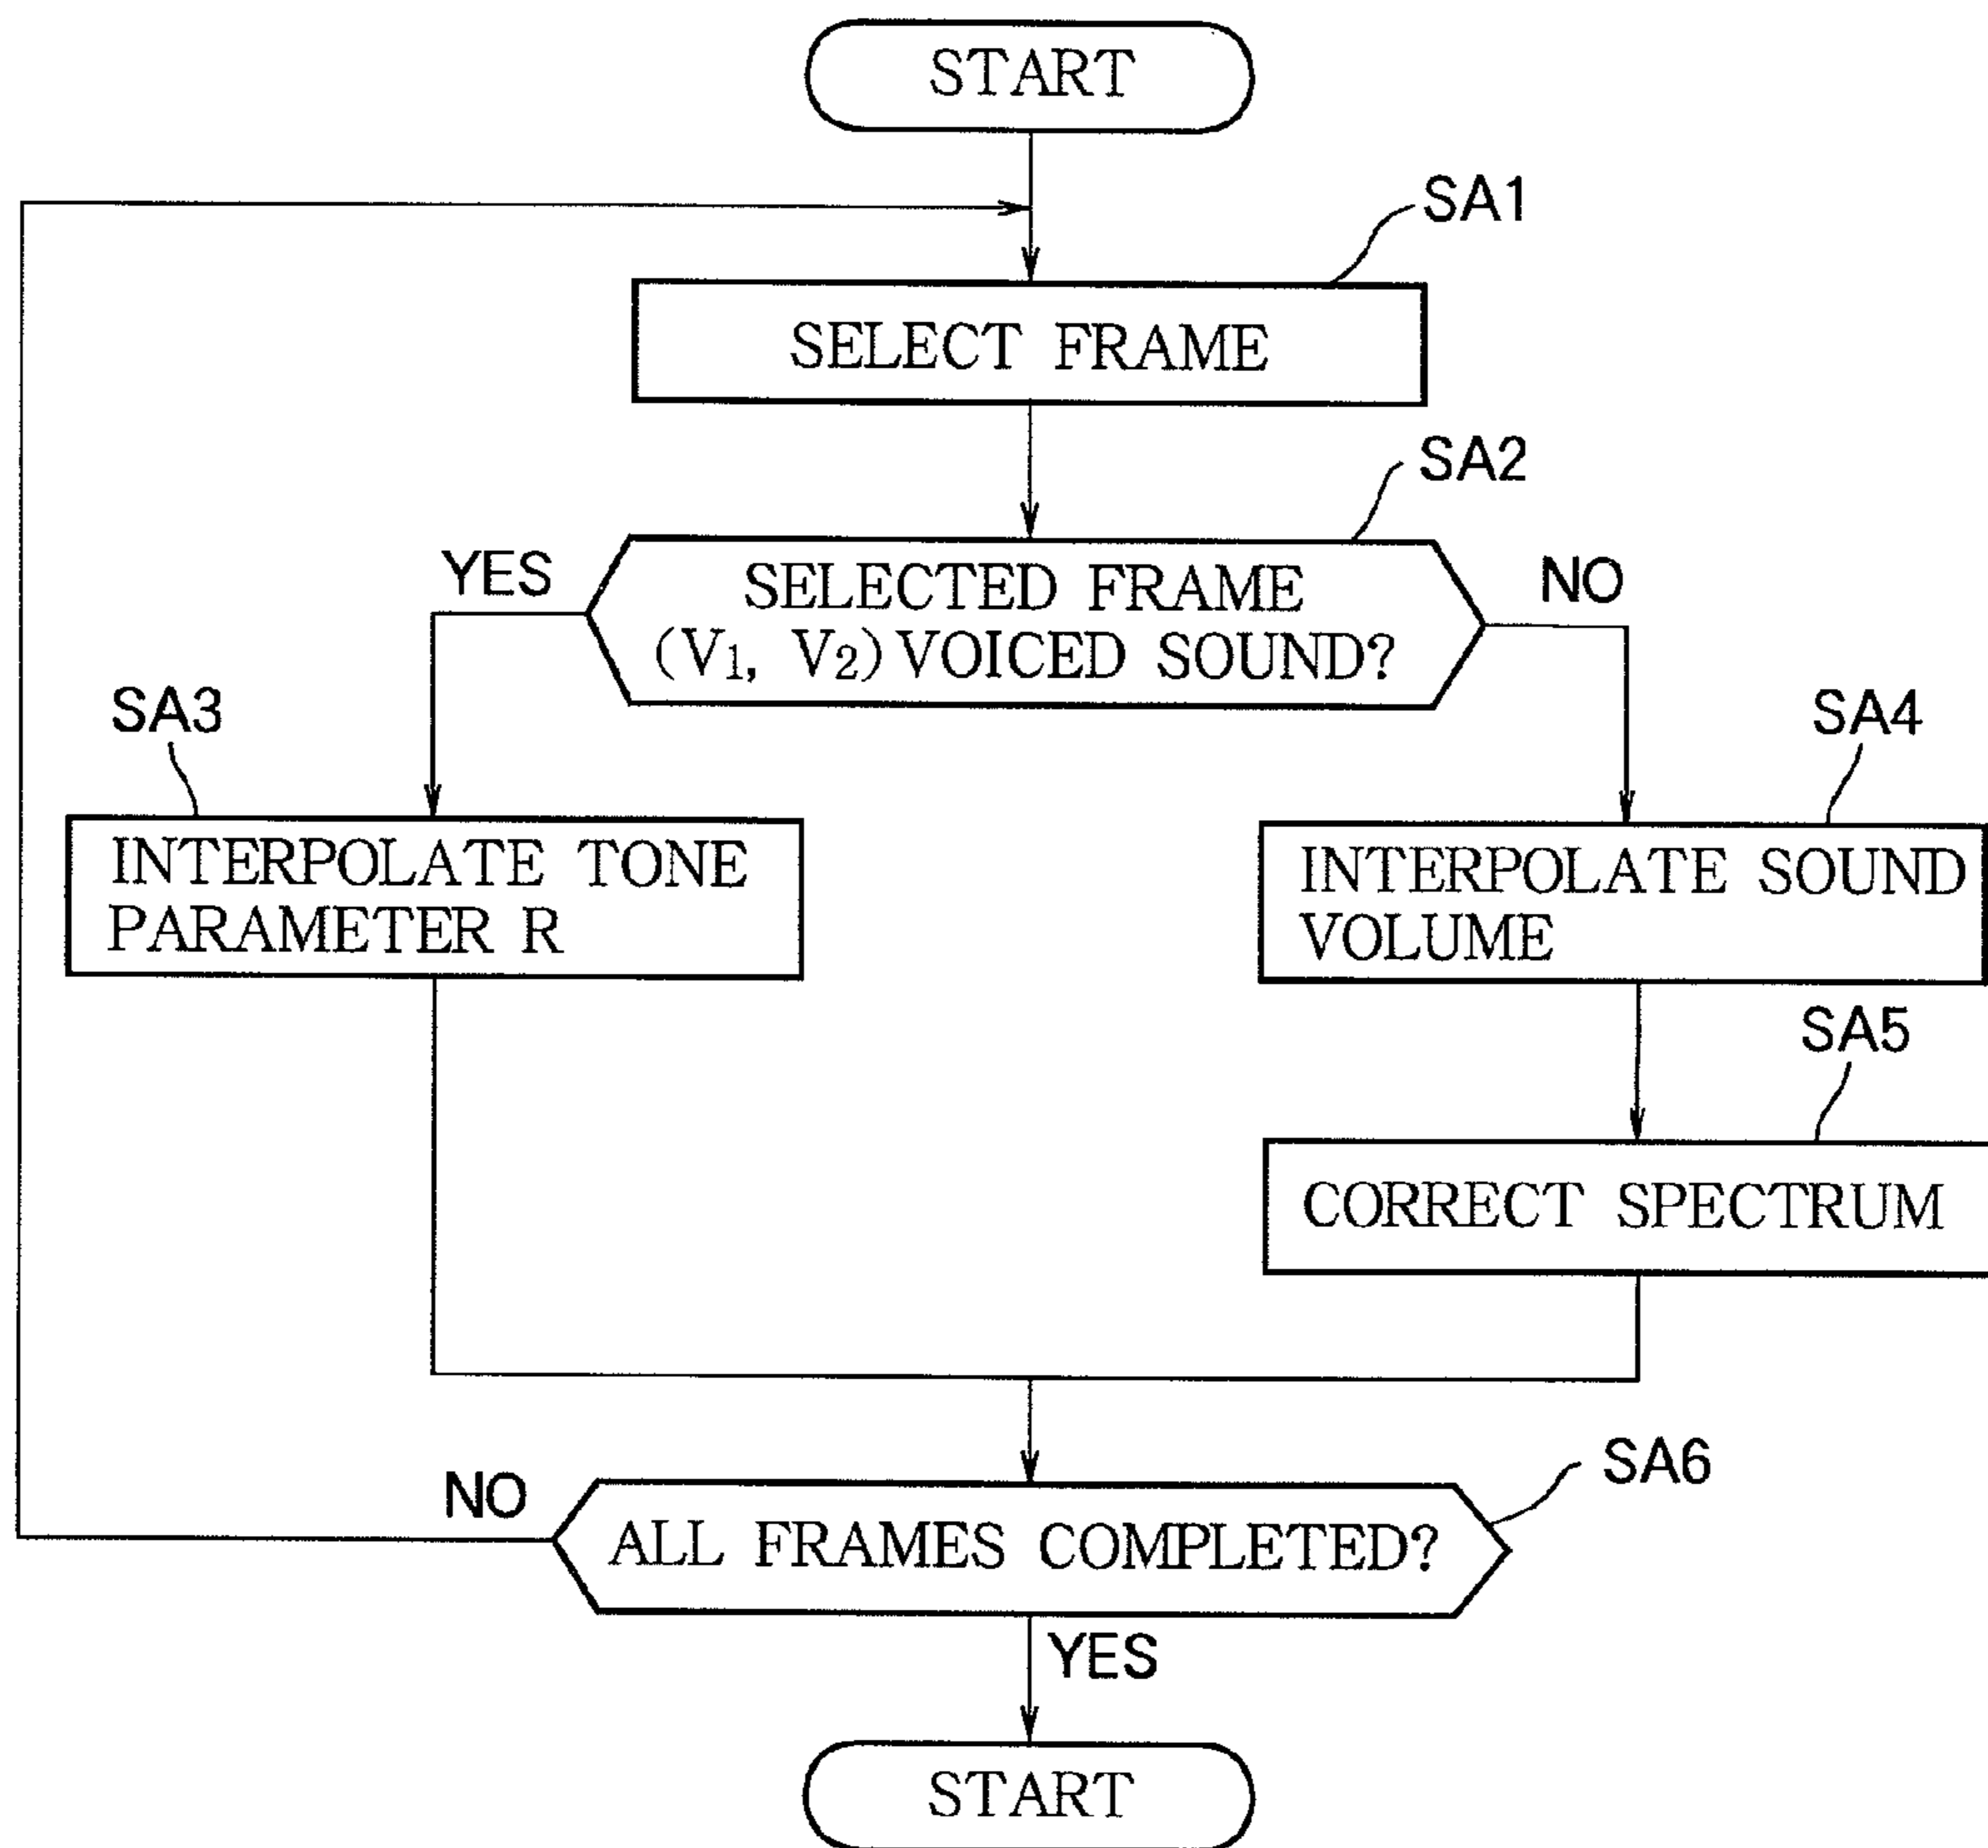 START
SA1
SELECT FRAME
SA2
YES
SELECTED FRAME
(V1, V2) VOICED SOUND?
NO
SA3
INTERPOLATE TONE
PARAMETER R
SA4
INTERPOLATE SOUND
VOLUME
SA5
CORRECT SPECTRUM
SA6
NO
ALL FRAMES COMPLETED?
YES
START